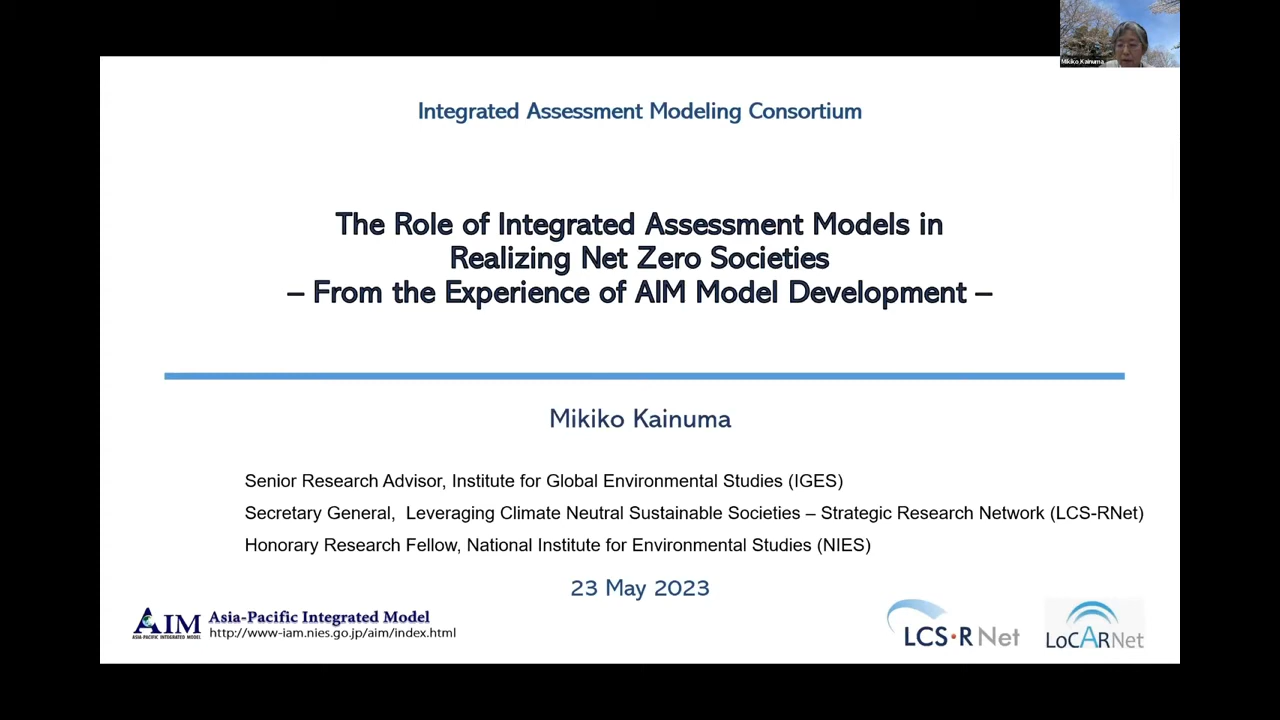 Mikiko Kainuma
Integrated Assessment Modeling Consortium
The Role of Integrated Assessment Models in
Realizing Net Zero Societies
– From the Experience of AIM Model Development –
Mikiko Kainuma
Senior Research Advisor, Institute for Global Environmental Studies (IGES)
Secretary General,  Leveraging Climate Neutral Sustainable Societies – Strategic Research Network (LCS-RNet)
Honorary Research Fellow, National Institute for Environmental Studies (NIES)
23 May 2023
AIM
ASIA-PACIFIC INTEGRATED MODEL
Asia-Pacific Integrated Model
http://www-iam.nies.go.jp/aim/index.html
LCS·RNet
LoCARNet